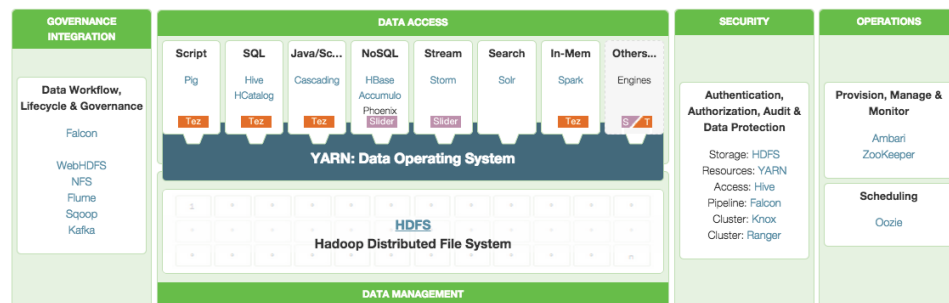 GOVERNANCE
INTEGRATION
Data Workflow,
Lifecycle & Governance
Falcon
WebHDFS
NFS
Flume
Sqoop
Kafka
DATA ACCESS
Script
Pig
Tez
SQL
Hive
HCatalog
Tez
Java/Sc...
Cascading
Tez
NoSQL
HBase
Accumulo
Phoenix
Slider
Stream
Storm
Slider
Search
Solr
In-Mem
Spark
Tez
Others...
Engines
S T
YARN: Data Operating System
1
HDFS
Hadoop Distributed File System
n
DATA MANAGEMENT
SECURITY
Authentication,
Authorization, Audit &
Data Protection
Storage: HDFS
Resources: YARN
Access: Hive
Pipeline: Falcon
Cluster: Knox
Cluster: Ranger
OPERATIONS
Provision, Manage &
Monitor
Ambari
ZooKeeper
Scheduling
Oozie